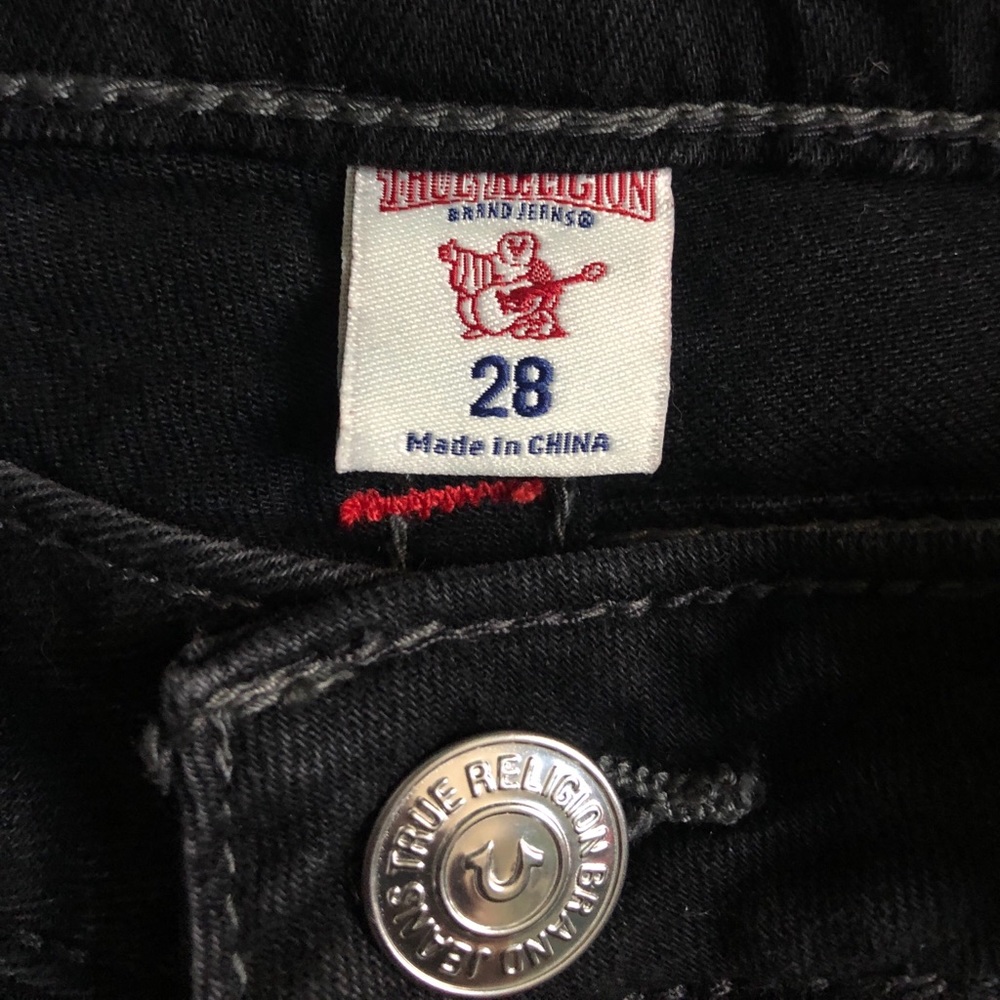 TRUE RELIGION
BRAND JEANS®
28
Made in CHINA
TRUE RELIGION BRAND JEANS